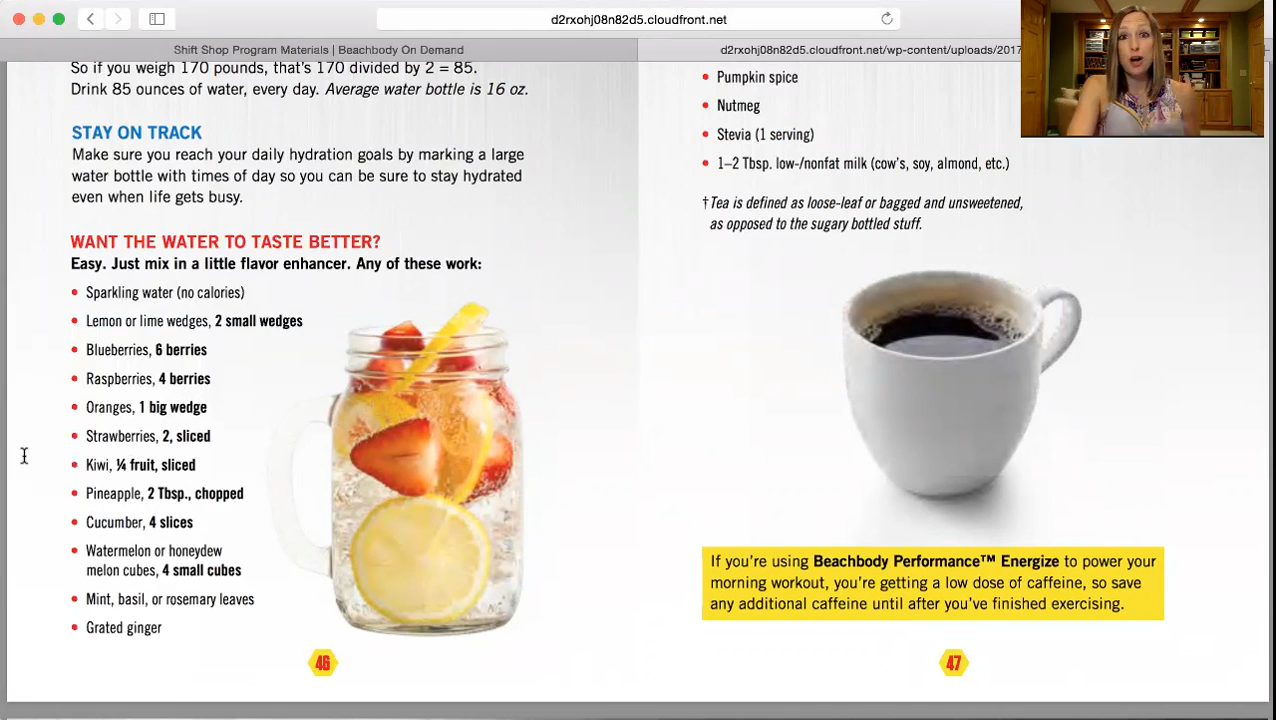 d2rxohj08n82d5.cloudfront.net
Shift Shop Program Materials | Beachbody On Demand
d2rxohj08n82d5.cloudfront.net/wp-content/uploads/2017
So if you weigh 170 pounds, that's 170 divided by 2 = 85.
Drink 85 ounces of water, every day. Average water bottle is 16 oz.
STAY ON TRACK
Make sure you reach your daily hydration goals by marking a large
water bottle with times of day so you can be sure to stay hydrated
even when life gets busy.
WANT THE WATER TO TASTE BETTER?
Easy. Just mix in a little flavor enhancer. Any of these work:
• Sparkling water (no calories)
• Lemon or lime wedges, 2 small wedges
• Blueberries, 6 berries
• Raspberries, 4 berries
• Oranges, 1 big wedge
• Strawberries, 2, sliced
• Kiwi, ¼ fruit, sliced
• Pineapple, 2 Tbsp., chopped
• Cucumber, 4 slices
• Watermelon or honeydew
melon cubes, 4 small cubes
• Mint, basil, or rosemary leaves
• Grated ginger
46
• Pumpkin spice
• Nutmeg
• Stevia (1 serving)
• 1–2 Tbsp. low-/nonfat milk (cow's, soy, almond, etc.)
†Tea is defined as loose-leaf or bagged and unsweetened,
as opposed to the sugary bottled stuff.
If you're using Beachbody Performance™ Energize to power your
morning workout, you're getting a low dose of caffeine, so save
any additional caffeine until after you've finished exercising.
47